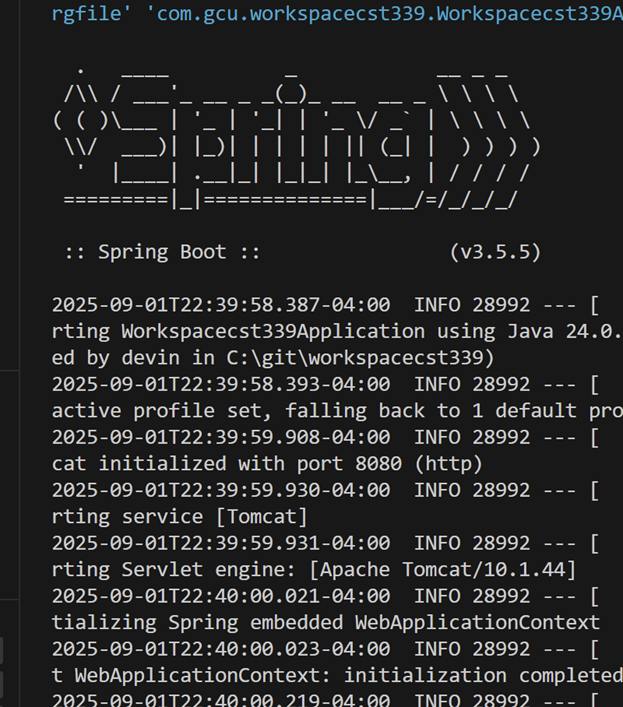 rgfile' 'com.gcu.workspacecst339.Workspacecst339A
  .   ____          _            __ _ _
 /\\ / ___'_ __ _ _(_)_ __  __ _ \ \ \ \
( ( )\___ | '_ | '_| | '_ \/ _` | \ \ \ \
 \\/  ___)| |_)| | | | | || (_| |  ) ) ) )
  '  |____| .__|_| |_|_| |_\__, | / / / /
 =========|_|==============|___/=/_/_/_/
:: Spring Boot ::                (v3.5.5)
2025-09-01T22:39:58.387-04:00  INFO 28992 --- [
rting Workspacecst339Application using Java 24.0.
ed by devin in C:\git\workspacecst339)
2025-09-01T22:39:58.393-04:00  INFO 28992 --- [
active profile set, falling back to 1 default pro
2025-09-01T22:39:59.908-04:00  INFO 28992 --- [
cat initialized with port 8080 (http)
2025-09-01T22:39:59.930-04:00  INFO 28992 --- [
rting service [Tomcat]
2025-09-01T22:39:59.931-04:00  INFO 28992 --- [
rting Servlet engine: [Apache Tomcat/10.1.44]
2025-09-01T22:40:00.021-04:00  INFO 28992 --- [
tializing Spring embedded WebApplicationContext
2025-09-01T22:40:00.023-04:00  INFO 28992 --- [
t WebApplicationContext: initialization completed
2025-09-01T22:40:00.219-04:00  INFO 28992 --- [